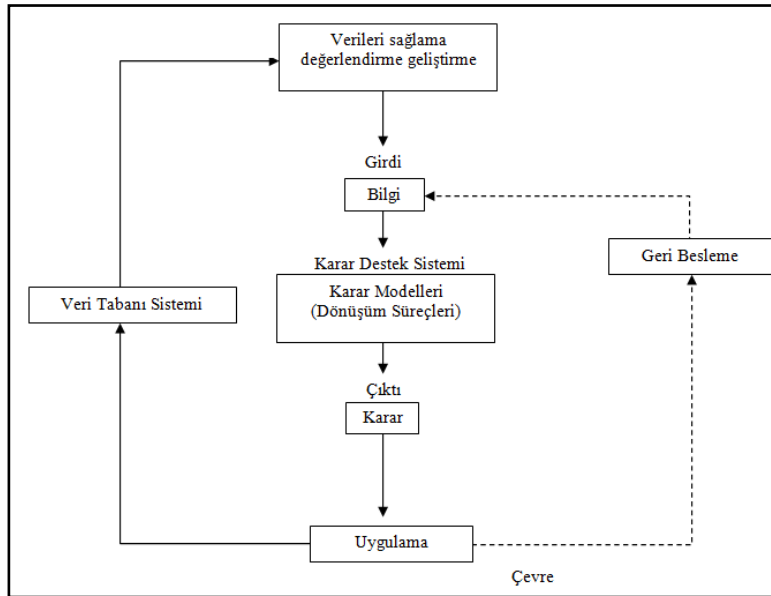 Verileri sağlama
değerlendirme geliştirme
Girdi
Bilgi
Karar Destek Sistemi
Geri Besleme
Karar Modelleri
(Dönüşüm Süreçleri)
Veri Tabanı Sistemi
Çıktı
Karar
Uygulama
Çevre